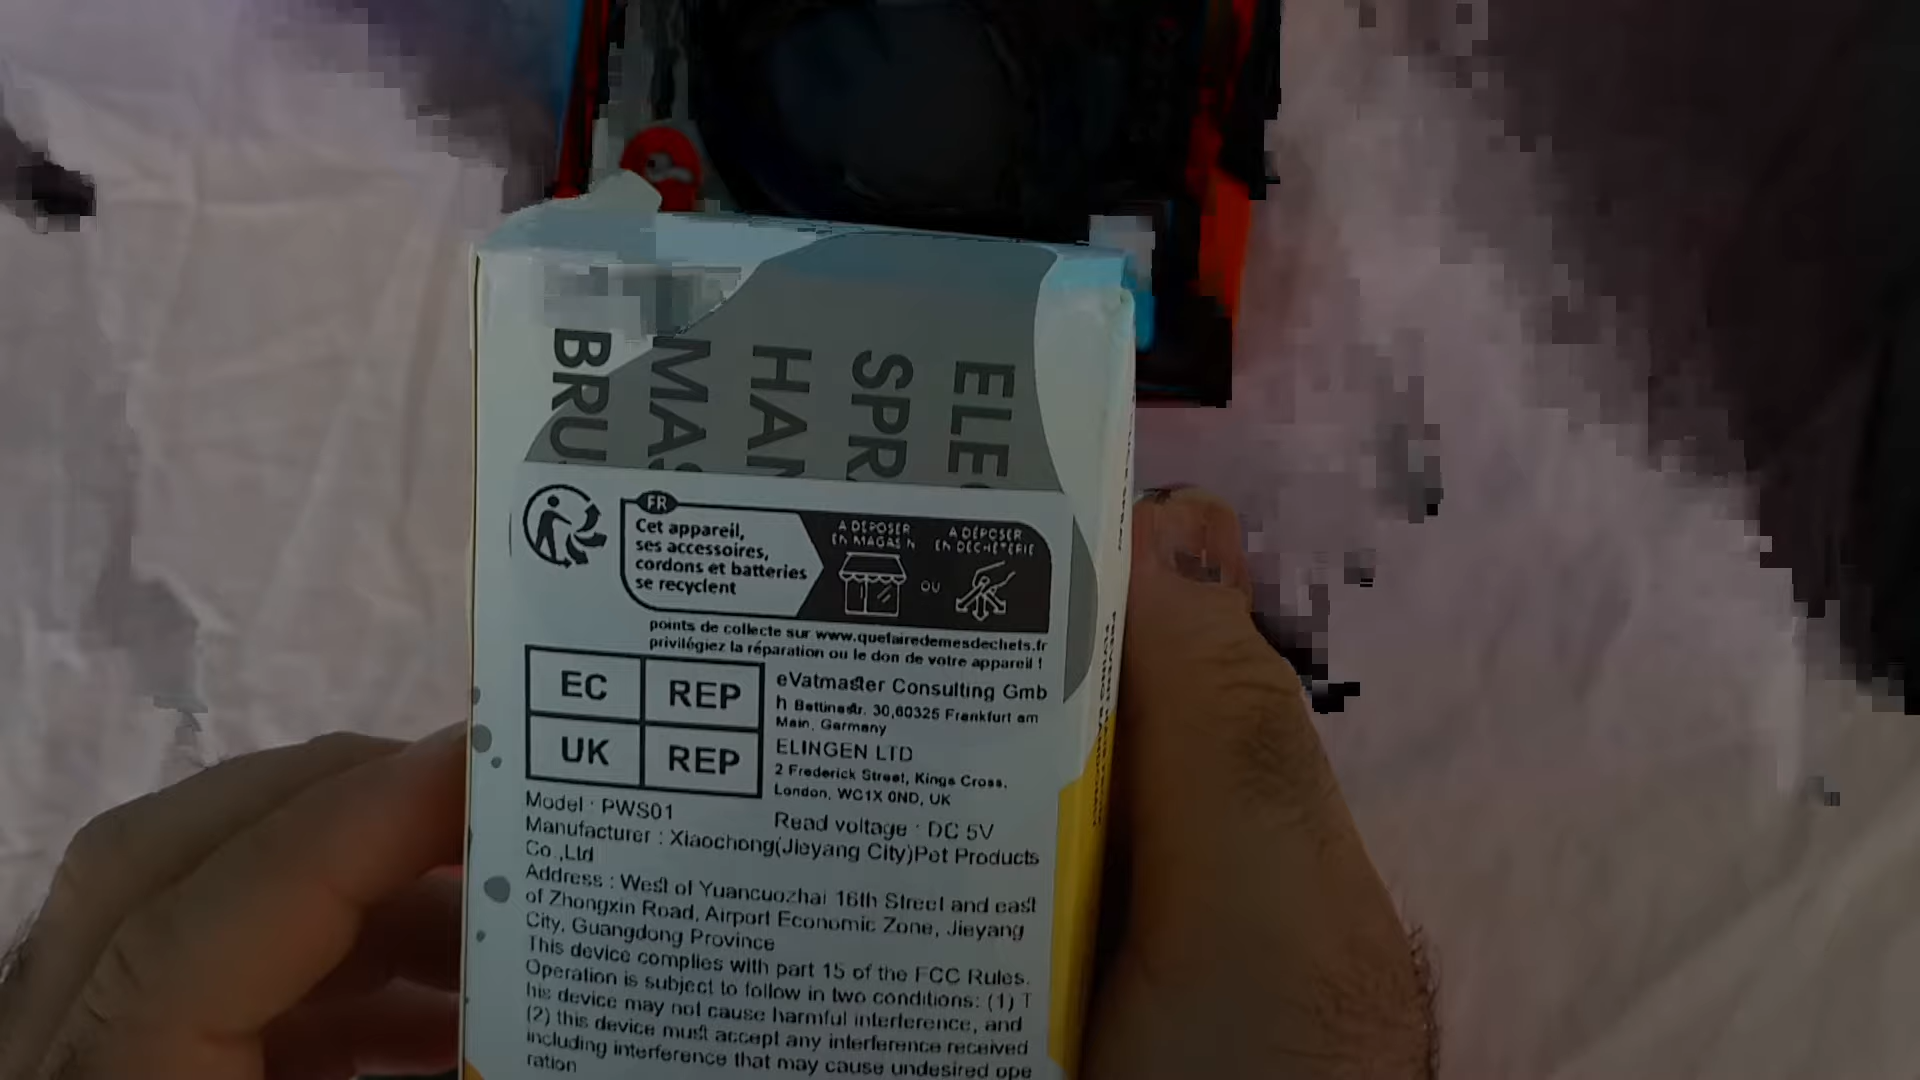 ELE
SPR
HAN
MAS
BRUS
FR
Cet appareil,
ses accessoires,
cordons et batteries
se recyclent
A DÉPOSER
EN MAGASIN
OU
A DÉPOSER
EN DÉCHÈTERIE
points de collecte sur www.quefairedemesdechets.fr
privilégiez la réparation ou le don de votre appareil !
EC REP
eVatmaster Consulting Gmb
h Bettinastr. 30,60325 Frankfurt am
Main, Germany
UK REP
ELINGEN LTD
2 Frederick Street, Kings Cross,
London, WC1X 0ND, UK
Model : PWS01
Read voltage : DC 5V
Manufacturer : Xiaochong(Jieyang City)Pet Products
Co.,Ltd
Address : West of Yuancuozhai 16th Street and east
of Zhongxin Road, Airport Economic Zone, Jieyang
City, Guangdong Province
This device complies with part 15 of the FCC Rules.
Operation is subject to follow in two conditions: (1) T
his device may not cause harmful interference, and
(2) this device must accept any interference received
including interference that may cause undesired ope
ration